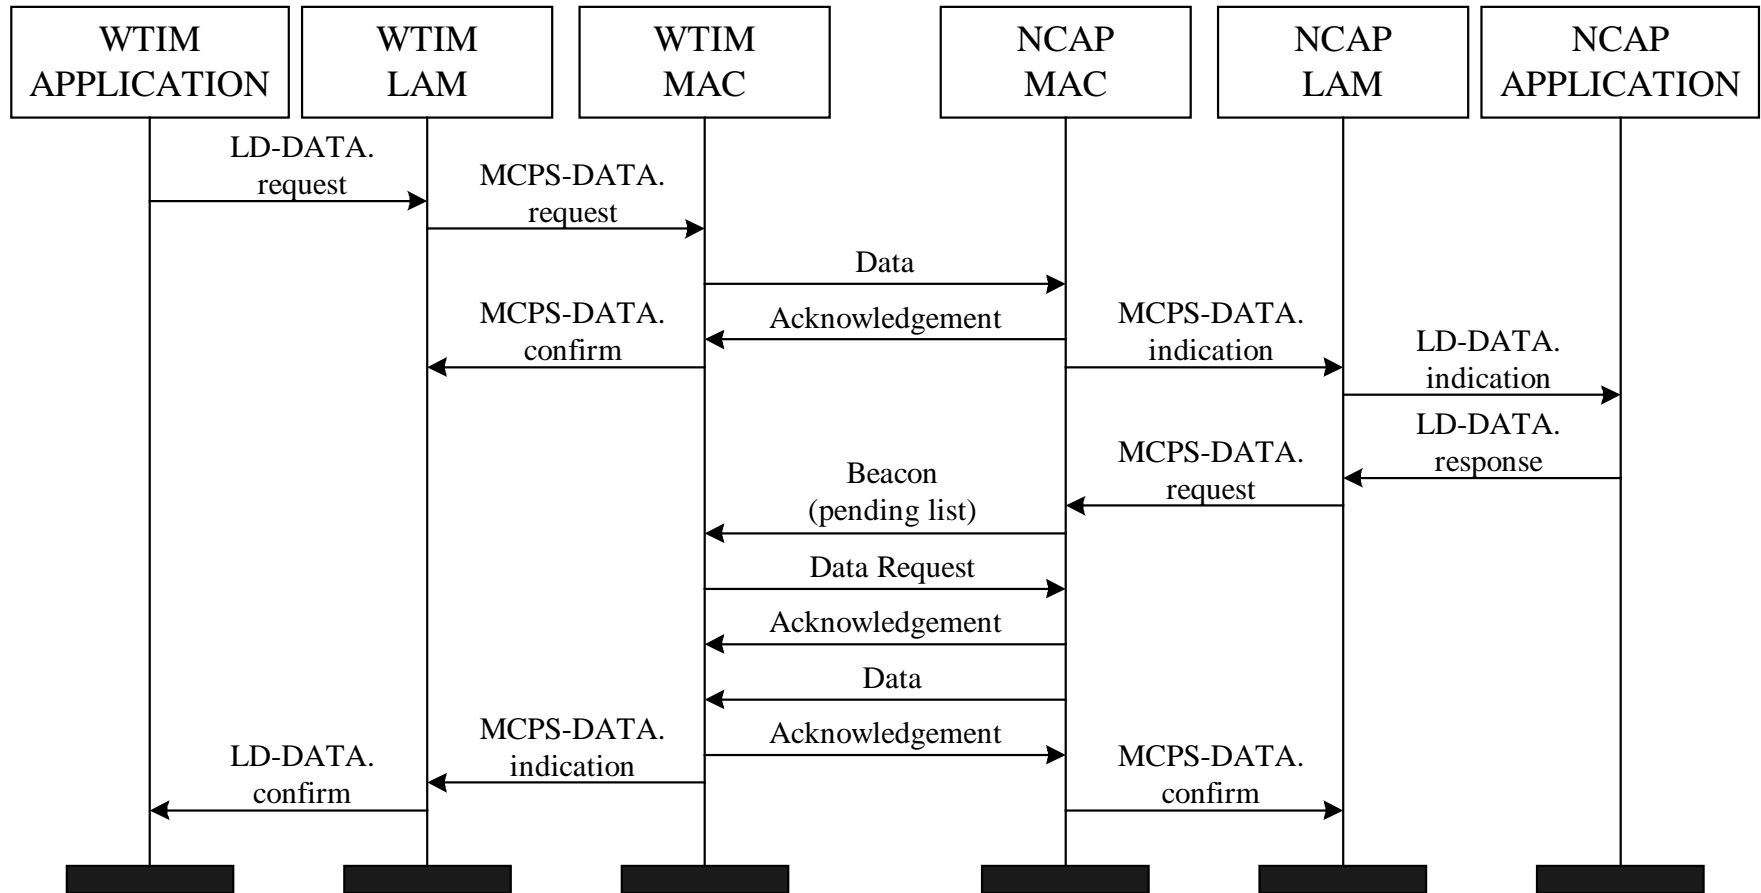 WTIM
APPLICATION
WTIM
LAM
WTIM
MAC
NCAP
MAC
NCAP
LAM
NCAP
APPLICATION
LD-DATA.
request
MCPS-DATA.
request
Data
Acknowledgement
MCPS-DATA.
confirm
MCPS-DATA.
indication
LD-DATA.
indication
LD-DATA.
response
MCPS-DATA.
request
Beacon
(pending list)
Data Request
Acknowledgement
Data
Acknowledgement
MCPS-DATA.
indication
LD-DATA.
confirm
MCPS-DATA.
confirm